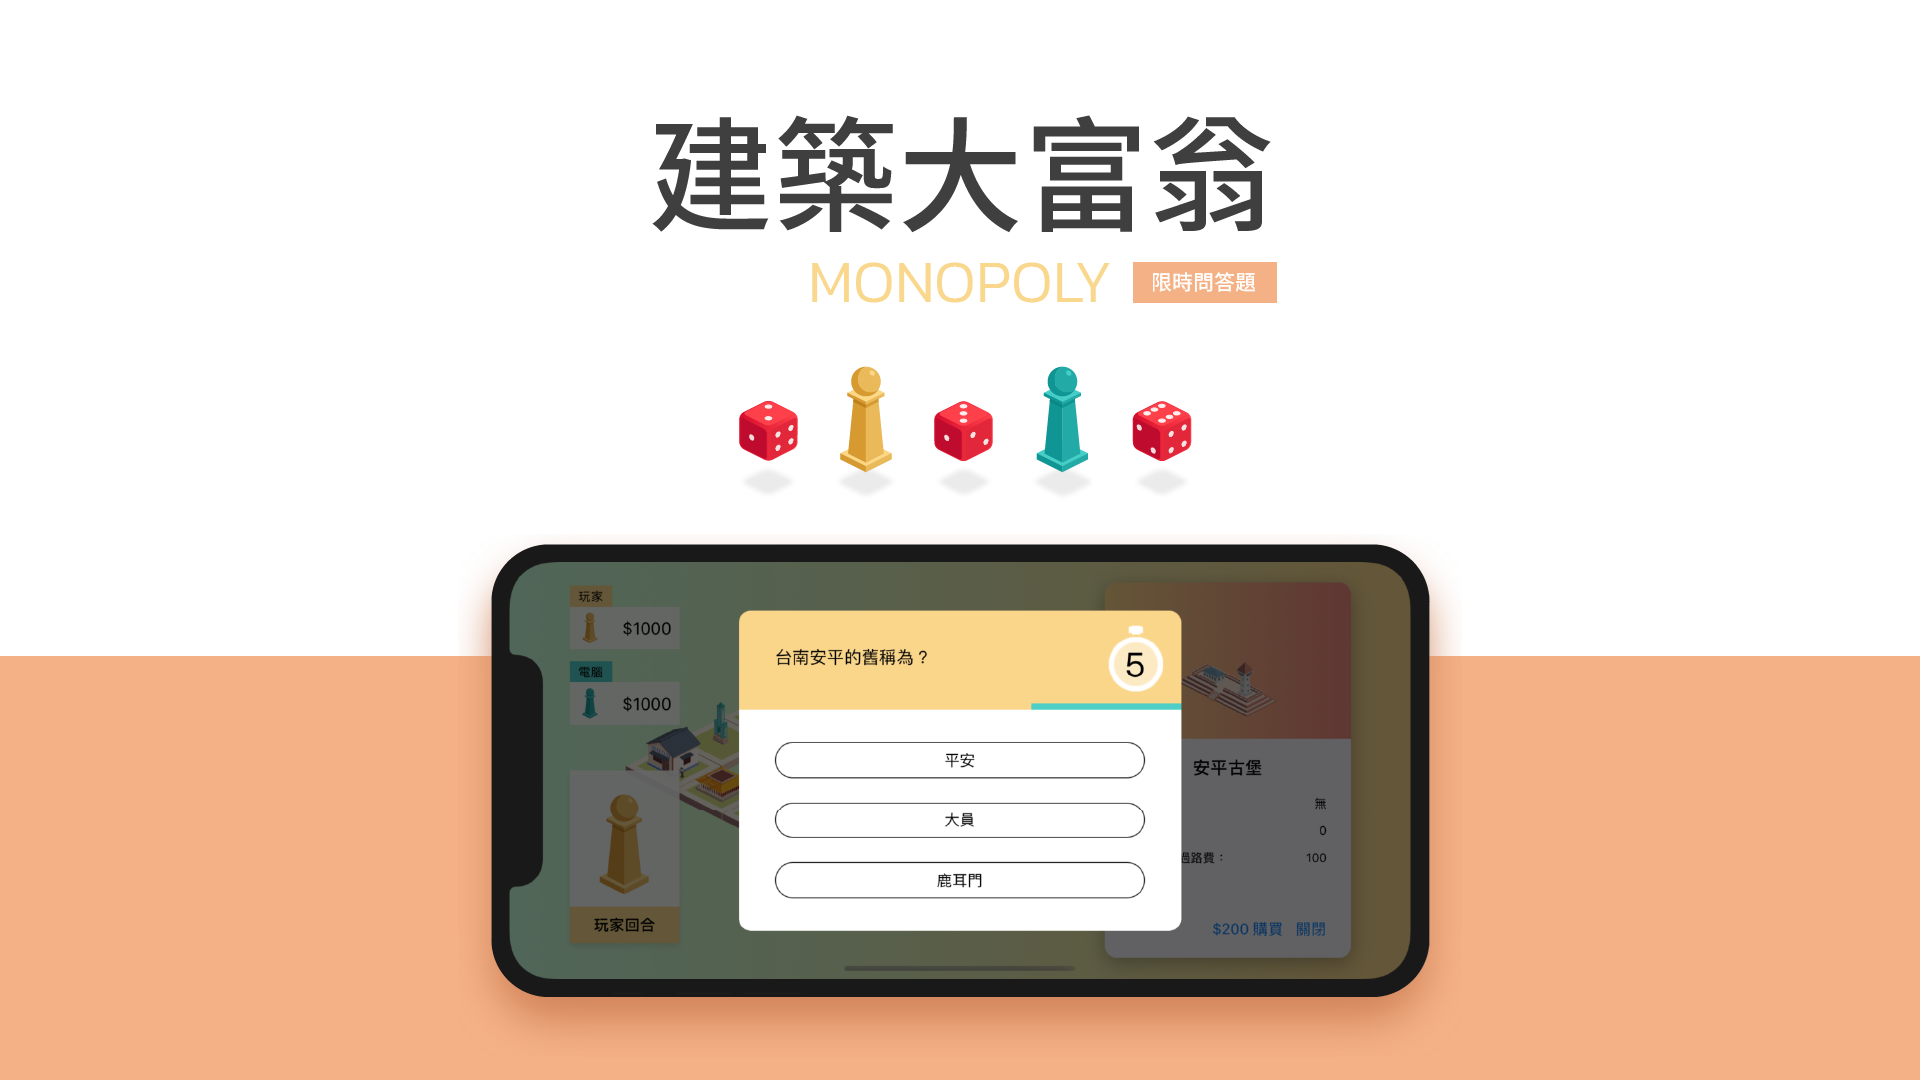 建築大富翁
MONOPOLY 限時問答題
玩家
$1000
電腦
$1000
玩家回合
台南安平的舊稱為？
5
平安
大員
鹿耳門
安平古堡
無
0
過路費： 100
$200 購買 關閉